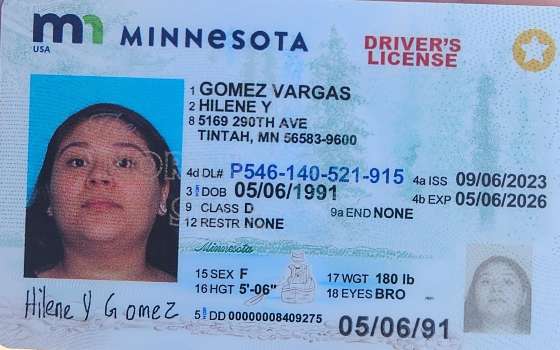 mn MINNESOTA
USA
DRIVER'S
LICENSE
1 GOMEZ VARGAS
2 HILENE Y
8 5169 290TH AVE
TINTAH, MN 56583-9600
4d DL# P546-140-521-915
4a ISS 09/06/2023
3 DOB 05/06/1991
4b EXP 05/06/2026
9 CLASS D
9a END NONE
12 RESTR NONE
Minnesota
15 SEX F
17 WGT 180 lb
16 HGT 5'-06"
18 EYES BRO
Hilene Y Gomez
5 DD 00000008409275
05/06/91